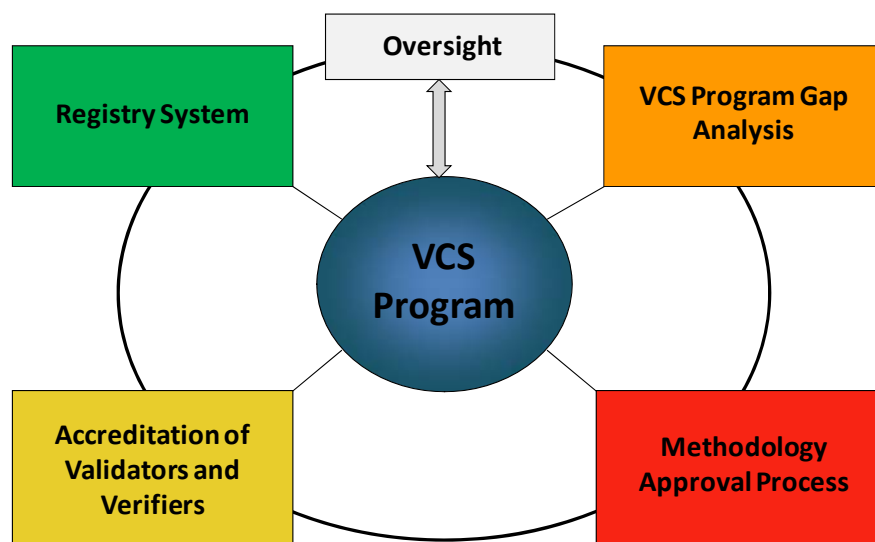 Oversight
Registry System
VCS Program Gap
Analysis
VCS
Program
Accreditation of
Validators and
Verifiers
Methodology
Approval Process